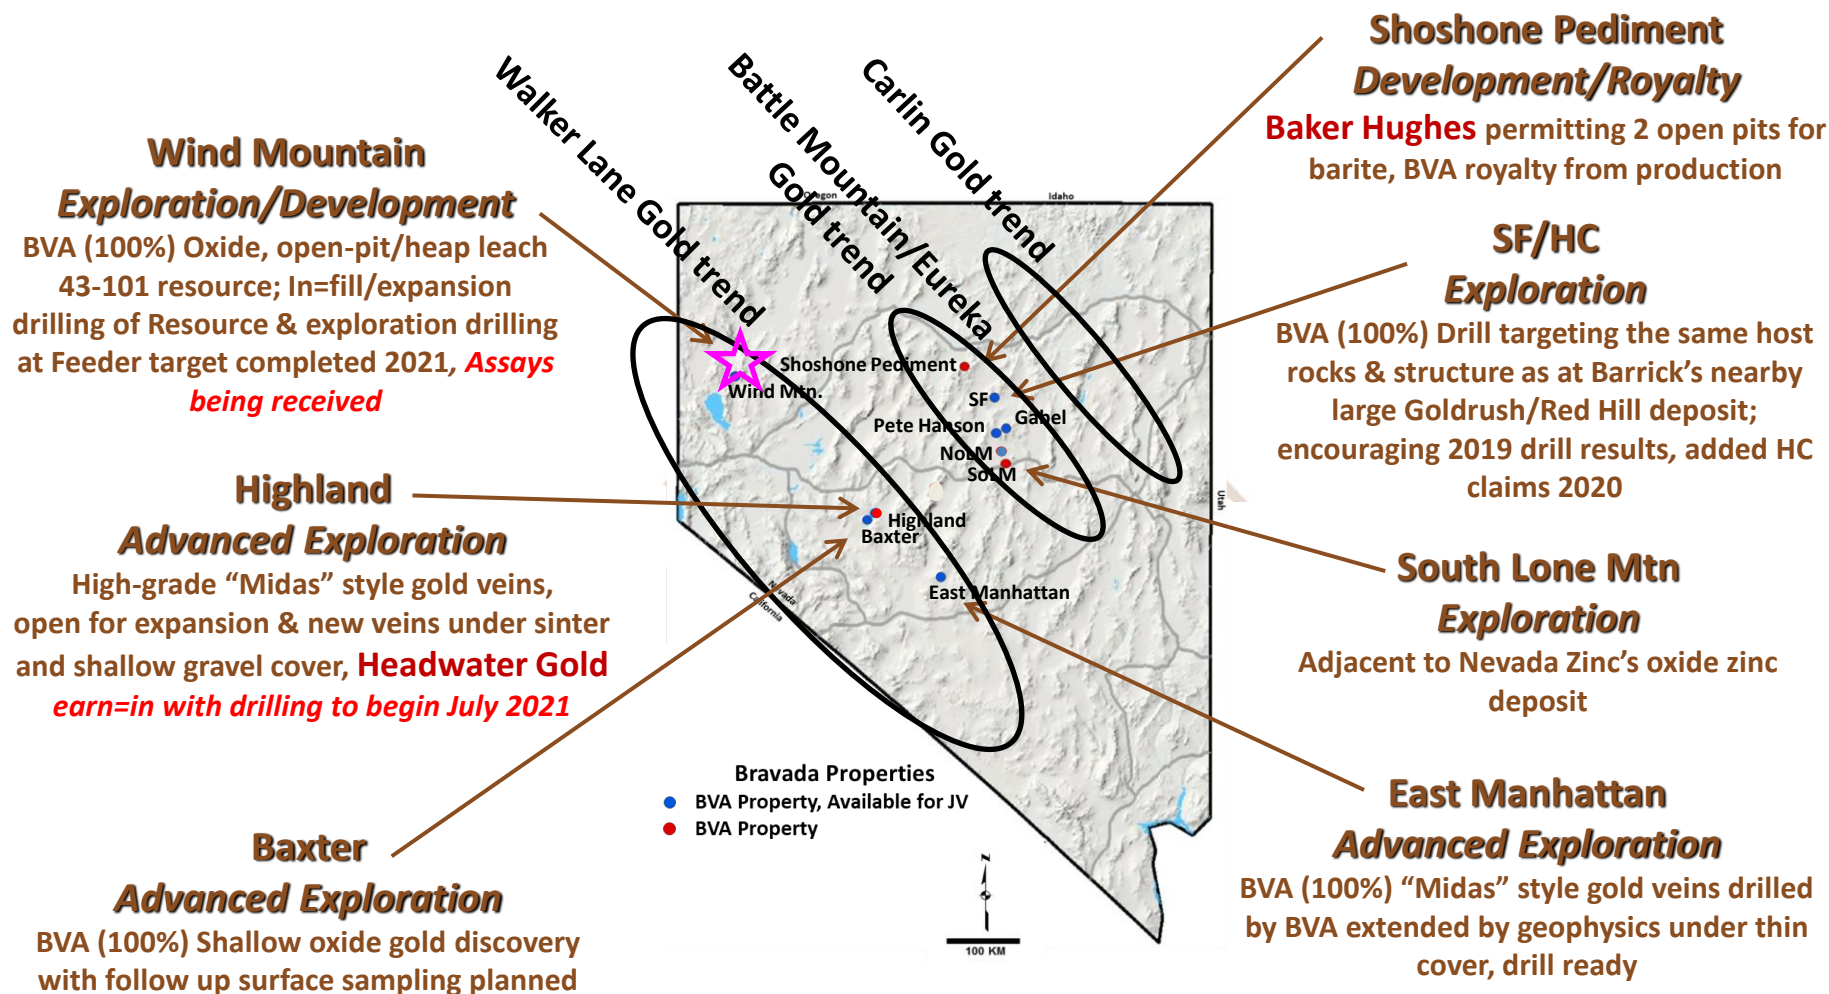 Shoshone Pediment
Development/Royalty
Baker Hughes permitting 2 open pits for
barite, BVA royalty from production
Walker Lane Gold trend
Battle Mountain/Eureka
Gold trend
Carlin Gold trend
Wind Mountain
Exploration/Development
BVA (100%) Oxide, open-pit/heap leach
43-101 resource; In=fill/expansion
drilling of Resource & exploration drilling
at Feeder target completed 2021, Assays
being received
SF/HC
Exploration
BVA (100%) Drill targeting the same host
rocks & structure as at Barrick’s nearby
large Goldrush/Red Hill deposit;
encouraging 2019 drill results, added HC
claims 2020
Oregon
Idaho
Shoshone Pediment
Wind Mtn.
SF
Gabel
Pete Hanson
NoLM
SoLM
Utah
Highland
Baxter
East Manhattan
Nevada
California
Highland
Advanced Exploration
High-grade “Midas” style gold veins,
open for expansion & new veins under sinter
and shallow gravel cover, Headwater Gold
earn=in with drilling to begin July 2021
South Lone Mtn
Exploration
Adjacent to Nevada Zinc’s oxide zinc
deposit
Bravada Properties
BVA Property, Available for JV
BVA Property
Baxter
Advanced Exploration
BVA (100%) Shallow oxide gold discovery
with follow up surface sampling planned
East Manhattan
Advanced Exploration
BVA (100%) “Midas” style gold veins drilled
by BVA extended by geophysics under thin
cover, drill ready
N
100 KM